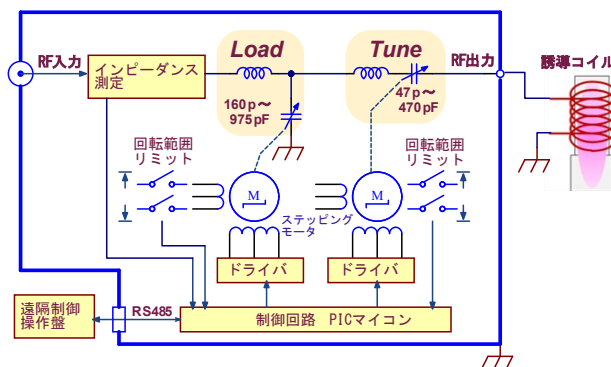 Load
Tune
RF入力
インピーダンス
測定
RF出力
誘導コイル
160p～
975pF
47p～
470pF
回転範囲
リミット
回転範囲
リミット
M
M
ステッピング
モータ
ドライバ
ドライバ
遠隔制御
操作盤
RS485
制御回路 PICマイコン